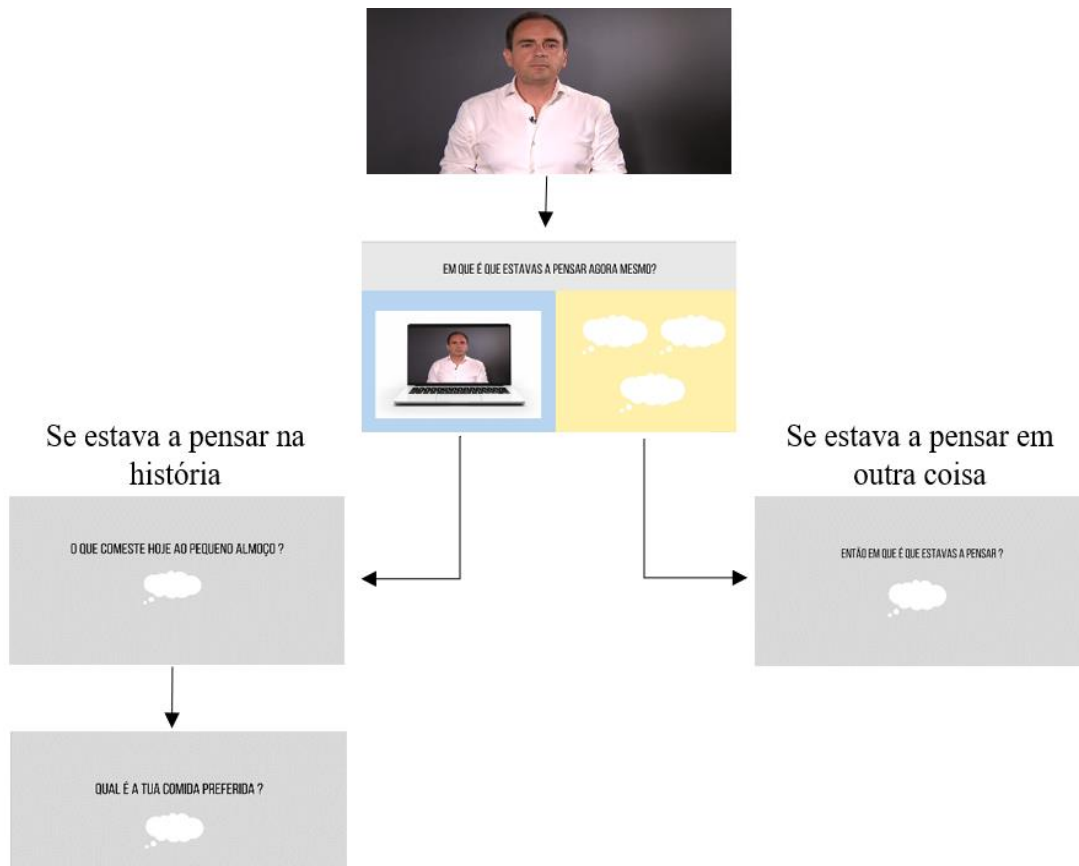 EM QUE É QUE ESTAVAS A PENSAR AGORA MESMO?
Se estava a pensar na
história
Se estava a pensar em
outra coisa
O QUE COMESTE HOJE AO PEQUENO ALMOÇO ?
ENTÃO EM QUE É QUE ESTAVAS A PENSAR ?
QUAL É A TUA COMIDA PREFERIDA ?